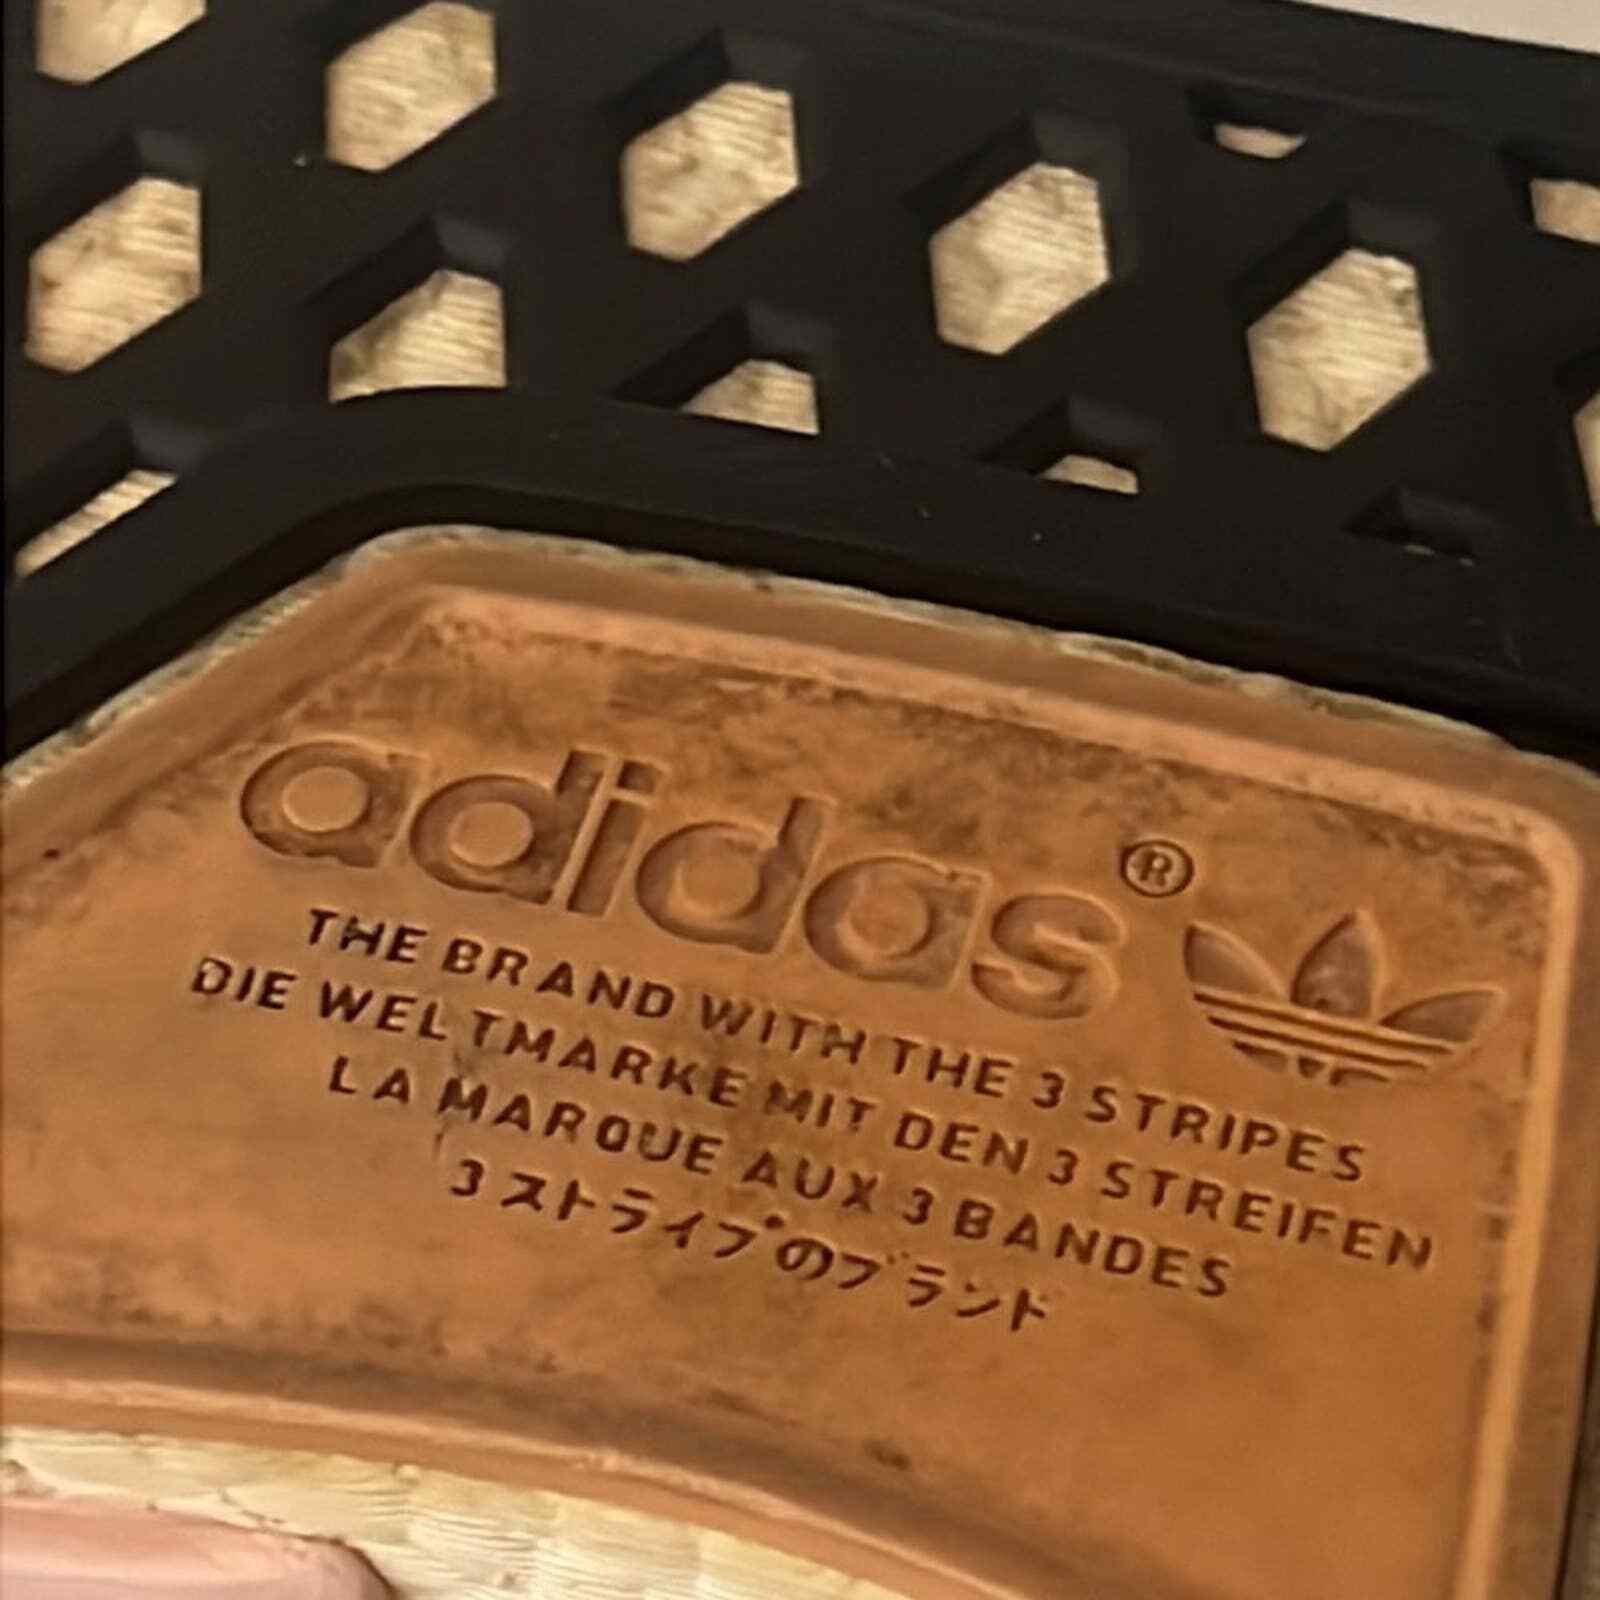 adidas®
THE BRAND WITH THE 3 STRIPES
DIE WELTMARKE MIT DEN 3 STREIFEN
LA MARQUE AUX 3 BANDES
3 ストライプのブランド